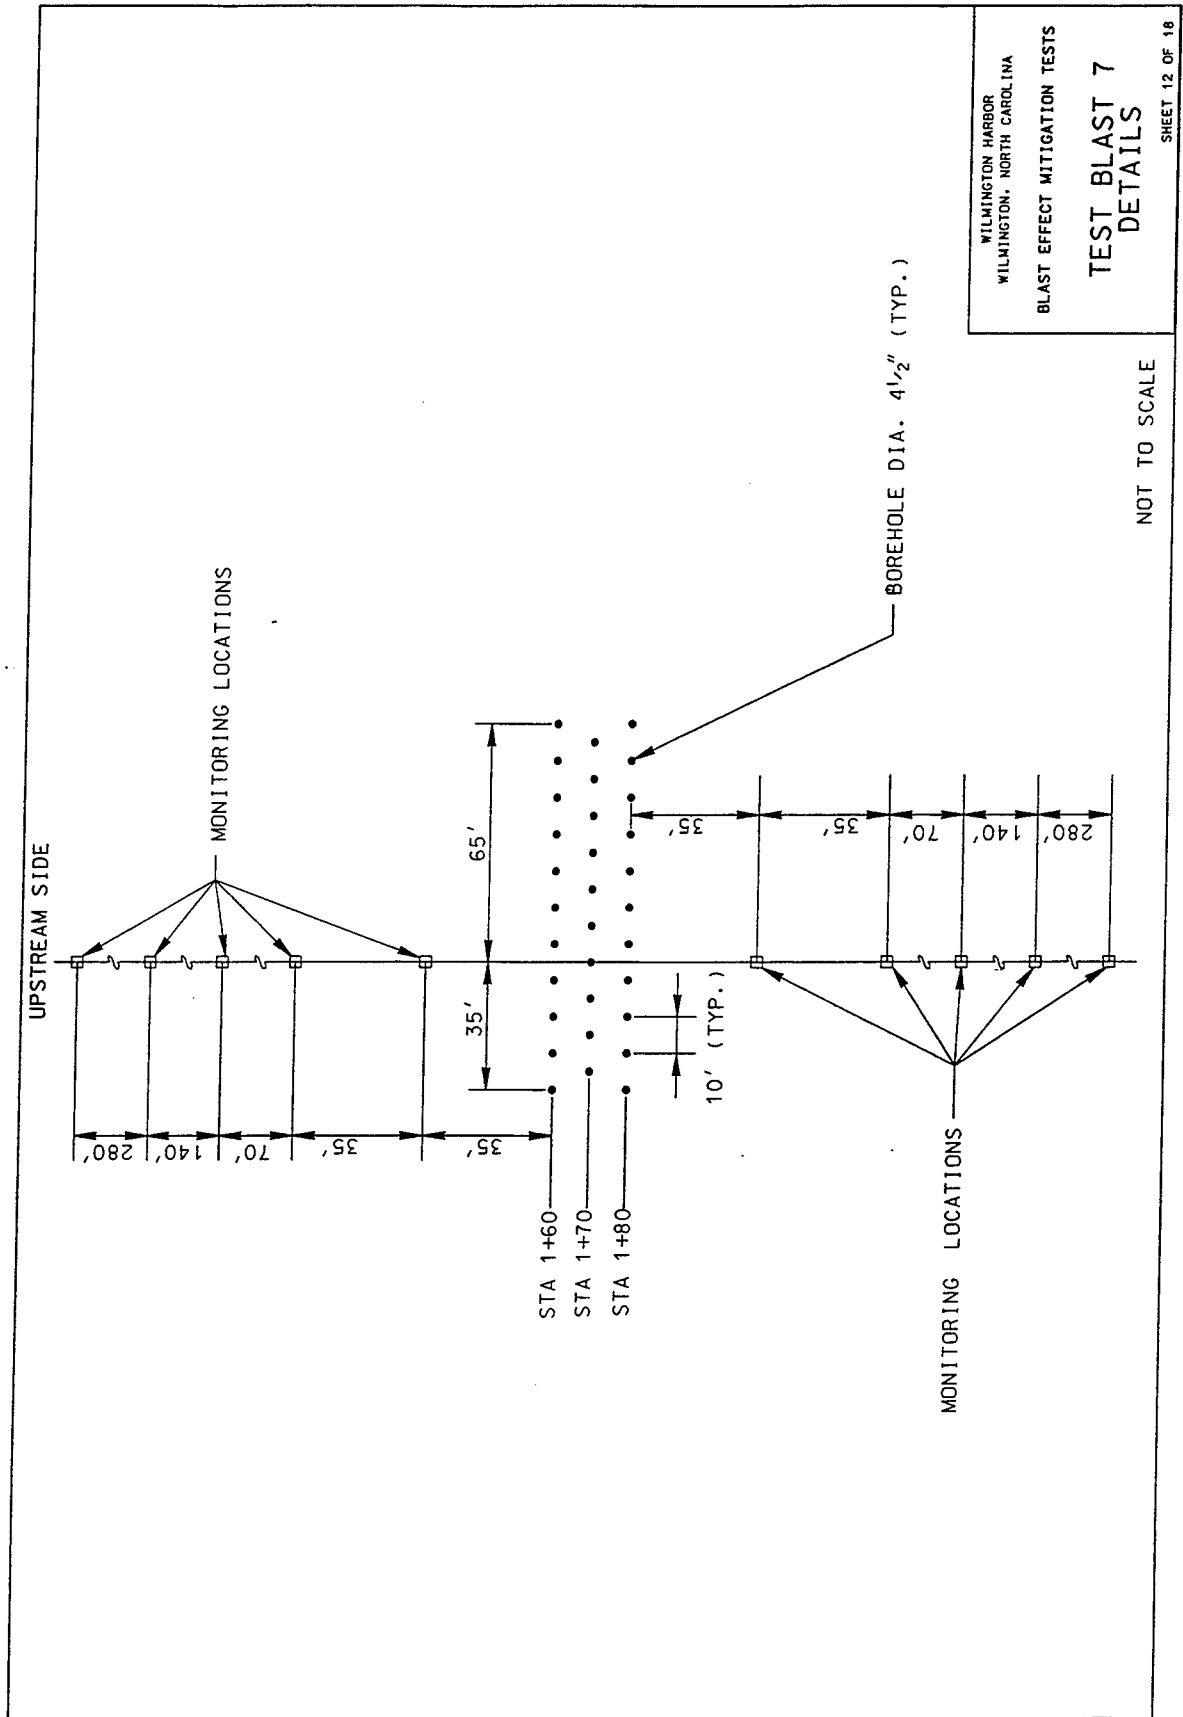 UPSTREAM SIDE
MONITORING LOCATIONS
280'
140'
70'
35'
35'
35'
65'
STA 1+60
STA 1+70
STA 1+80
10' (TYP.)
BOREHOLE DIA. 4 1/2" (TYP.)
35'
35'
70'
140'
280'
MONITORING LOCATIONS
NOT TO SCALE
WILMINGTON HARBOR
WILMINGTON, NORTH CAROLINA
BLAST EFFECT MITIGATION TESTS
TEST BLAST 7
DETAILS
SHEET 12 OF 18